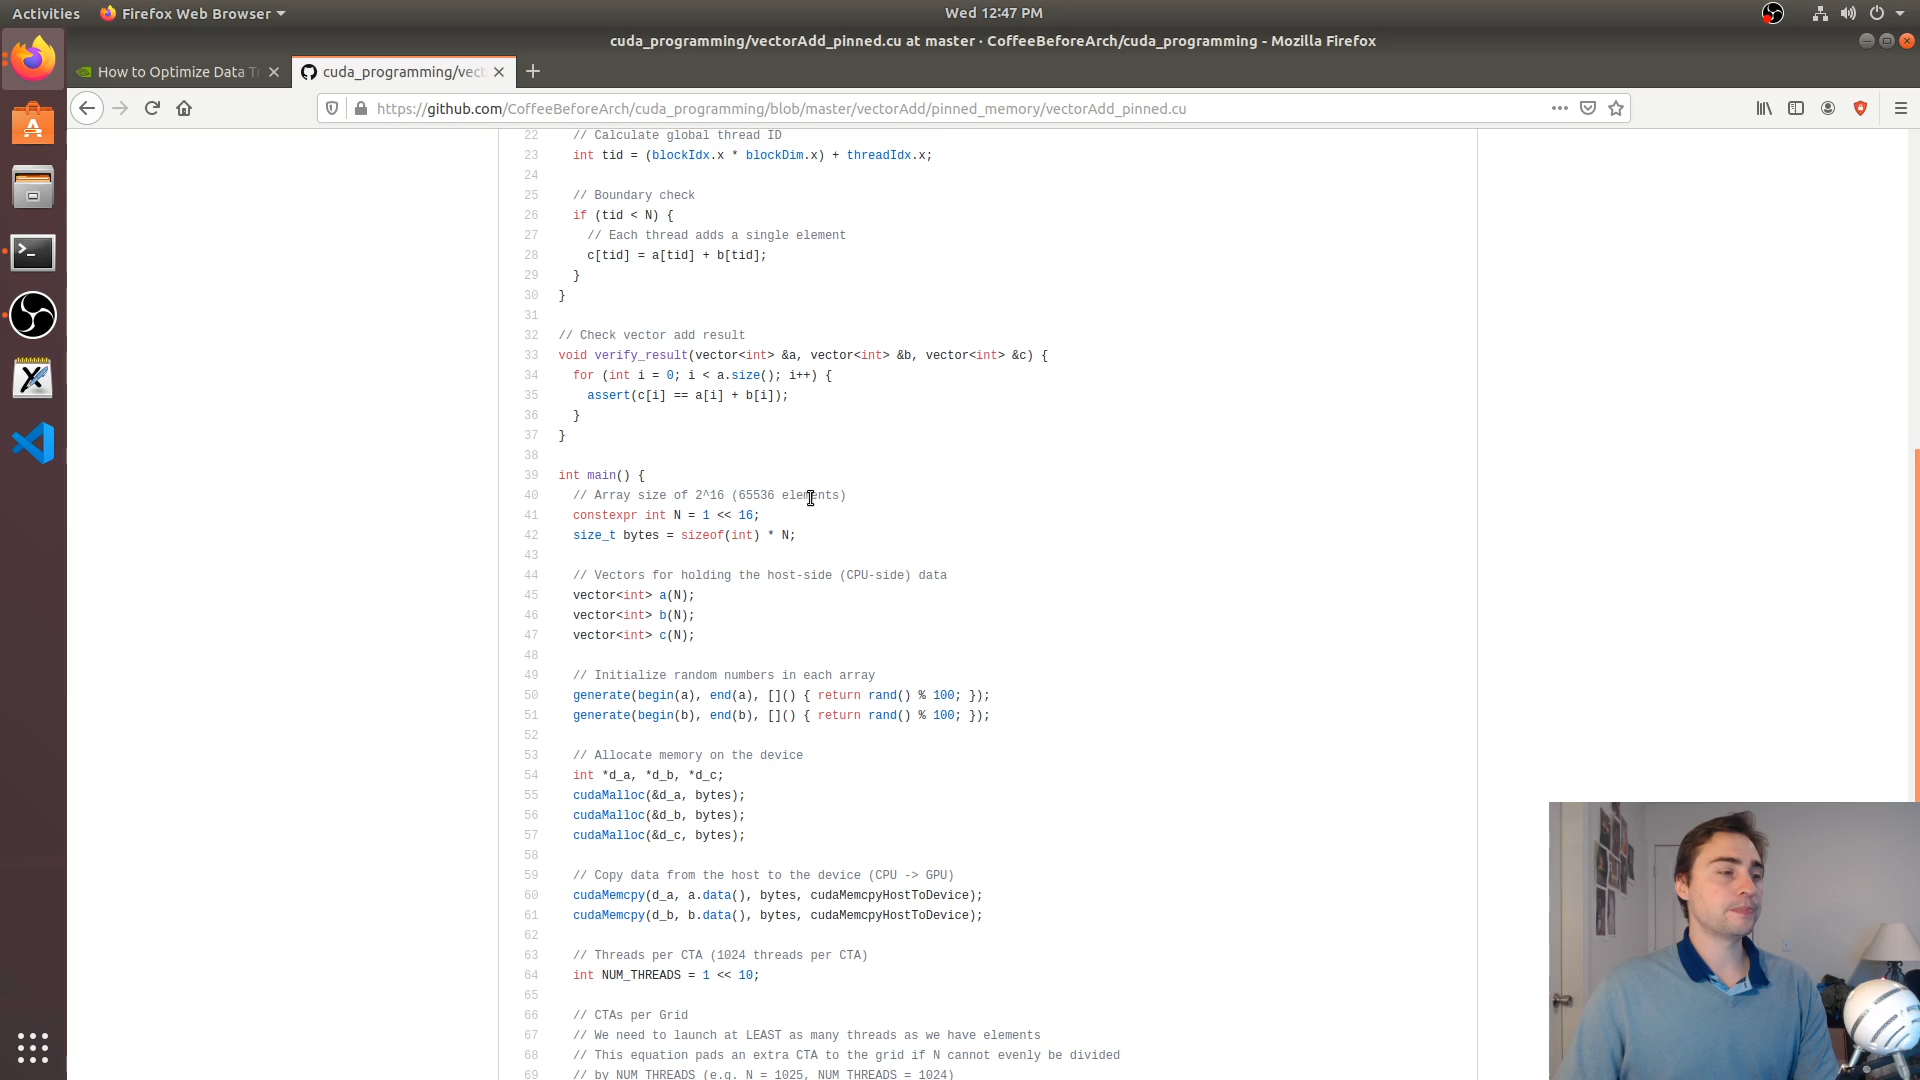 Activities
Firefox Web Browser
Wed 12:47 PM
cuda_programming/vectorAdd_pinned.cu at master · CoffeeBeforeArch/cuda_programming - Mozilla Firefox
How to Optimize Data Tr
cuda_programming/vect
https://github.com/CoffeeBeforeArch/cuda_programming/blob/master/vectorAdd/pinned_memory/vectorAdd_pinned.cu
22 // Calculate global thread ID
23 int tid = (blockIdx.x * blockDim.x) + threadIdx.x;
24
25 // Boundary check
26 if (tid < N) {
27 // Each thread adds a single element
28 c[tid] = a[tid] + b[tid];
29 }
30 }
31
32 // Check vector add result
33 void verify_result(vector<int> &a, vector<int> &b, vector<int> &c) {
34 for (int i = 0; i < a.size(); i++) {
35 assert(c[i] == a[i] + b[i]);
36 }
37 }
38
39 int main() {
40 // Array size of 2^16 (65536 elements)
41 constexpr int N = 1 << 16;
42 size_t bytes = sizeof(int) * N;
43
44 // Vectors for holding the host-side (CPU-side) data
45 vector<int> a(N);
46 vector<int> b(N);
47 vector<int> c(N);
48
49 // Initialize random numbers in each array
50 generate(begin(a), end(a), []() { return rand() % 100; });
51 generate(begin(b), end(b), []() { return rand() % 100; });
52
53 // Allocate memory on the device
54 int *d_a, *d_b, *d_c;
55 cudaMalloc(&d_a, bytes);
56 cudaMalloc(&d_b, bytes);
57 cudaMalloc(&d_c, bytes);
58
59 // Copy data from the host to the device (CPU -> GPU)
60 cudaMemcpy(d_a, a.data(), bytes, cudaMemcpyHostToDevice);
61 cudaMemcpy(d_b, b.data(), bytes, cudaMemcpyHostToDevice);
62
63 // Threads per CTA (1024 threads per CTA)
64 int NUM_THREADS = 1 << 10;
65
66 // CTAs per Grid
67 // We need to launch at LEAST as many threads as we have elements
68 // This equation pads an extra CTA to the grid if N cannot evenly be divided
69 // by NUM_THREADS (e.g. N = 1025, NUM_THREADS = 1024)